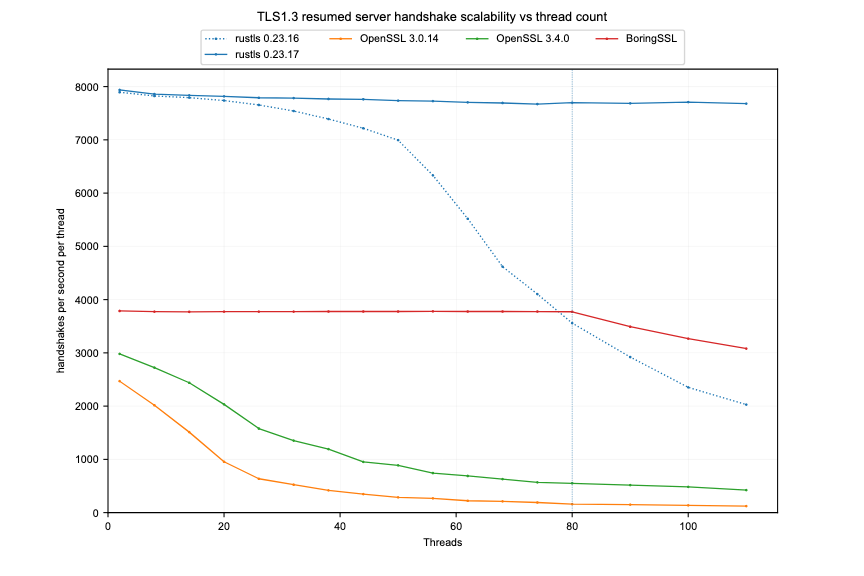 TLS1.3 resumed server handshake scalability vs thread count
rustls 0.23.16 OpenSSL 3.0.14 OpenSSL 3.4.0 BoringSSL
rustls 0.23.17
handshakes per second per thread
8000
7000
6000
5000
4000
3000
2000
1000
0
0 20 40 60 80 100
Threads